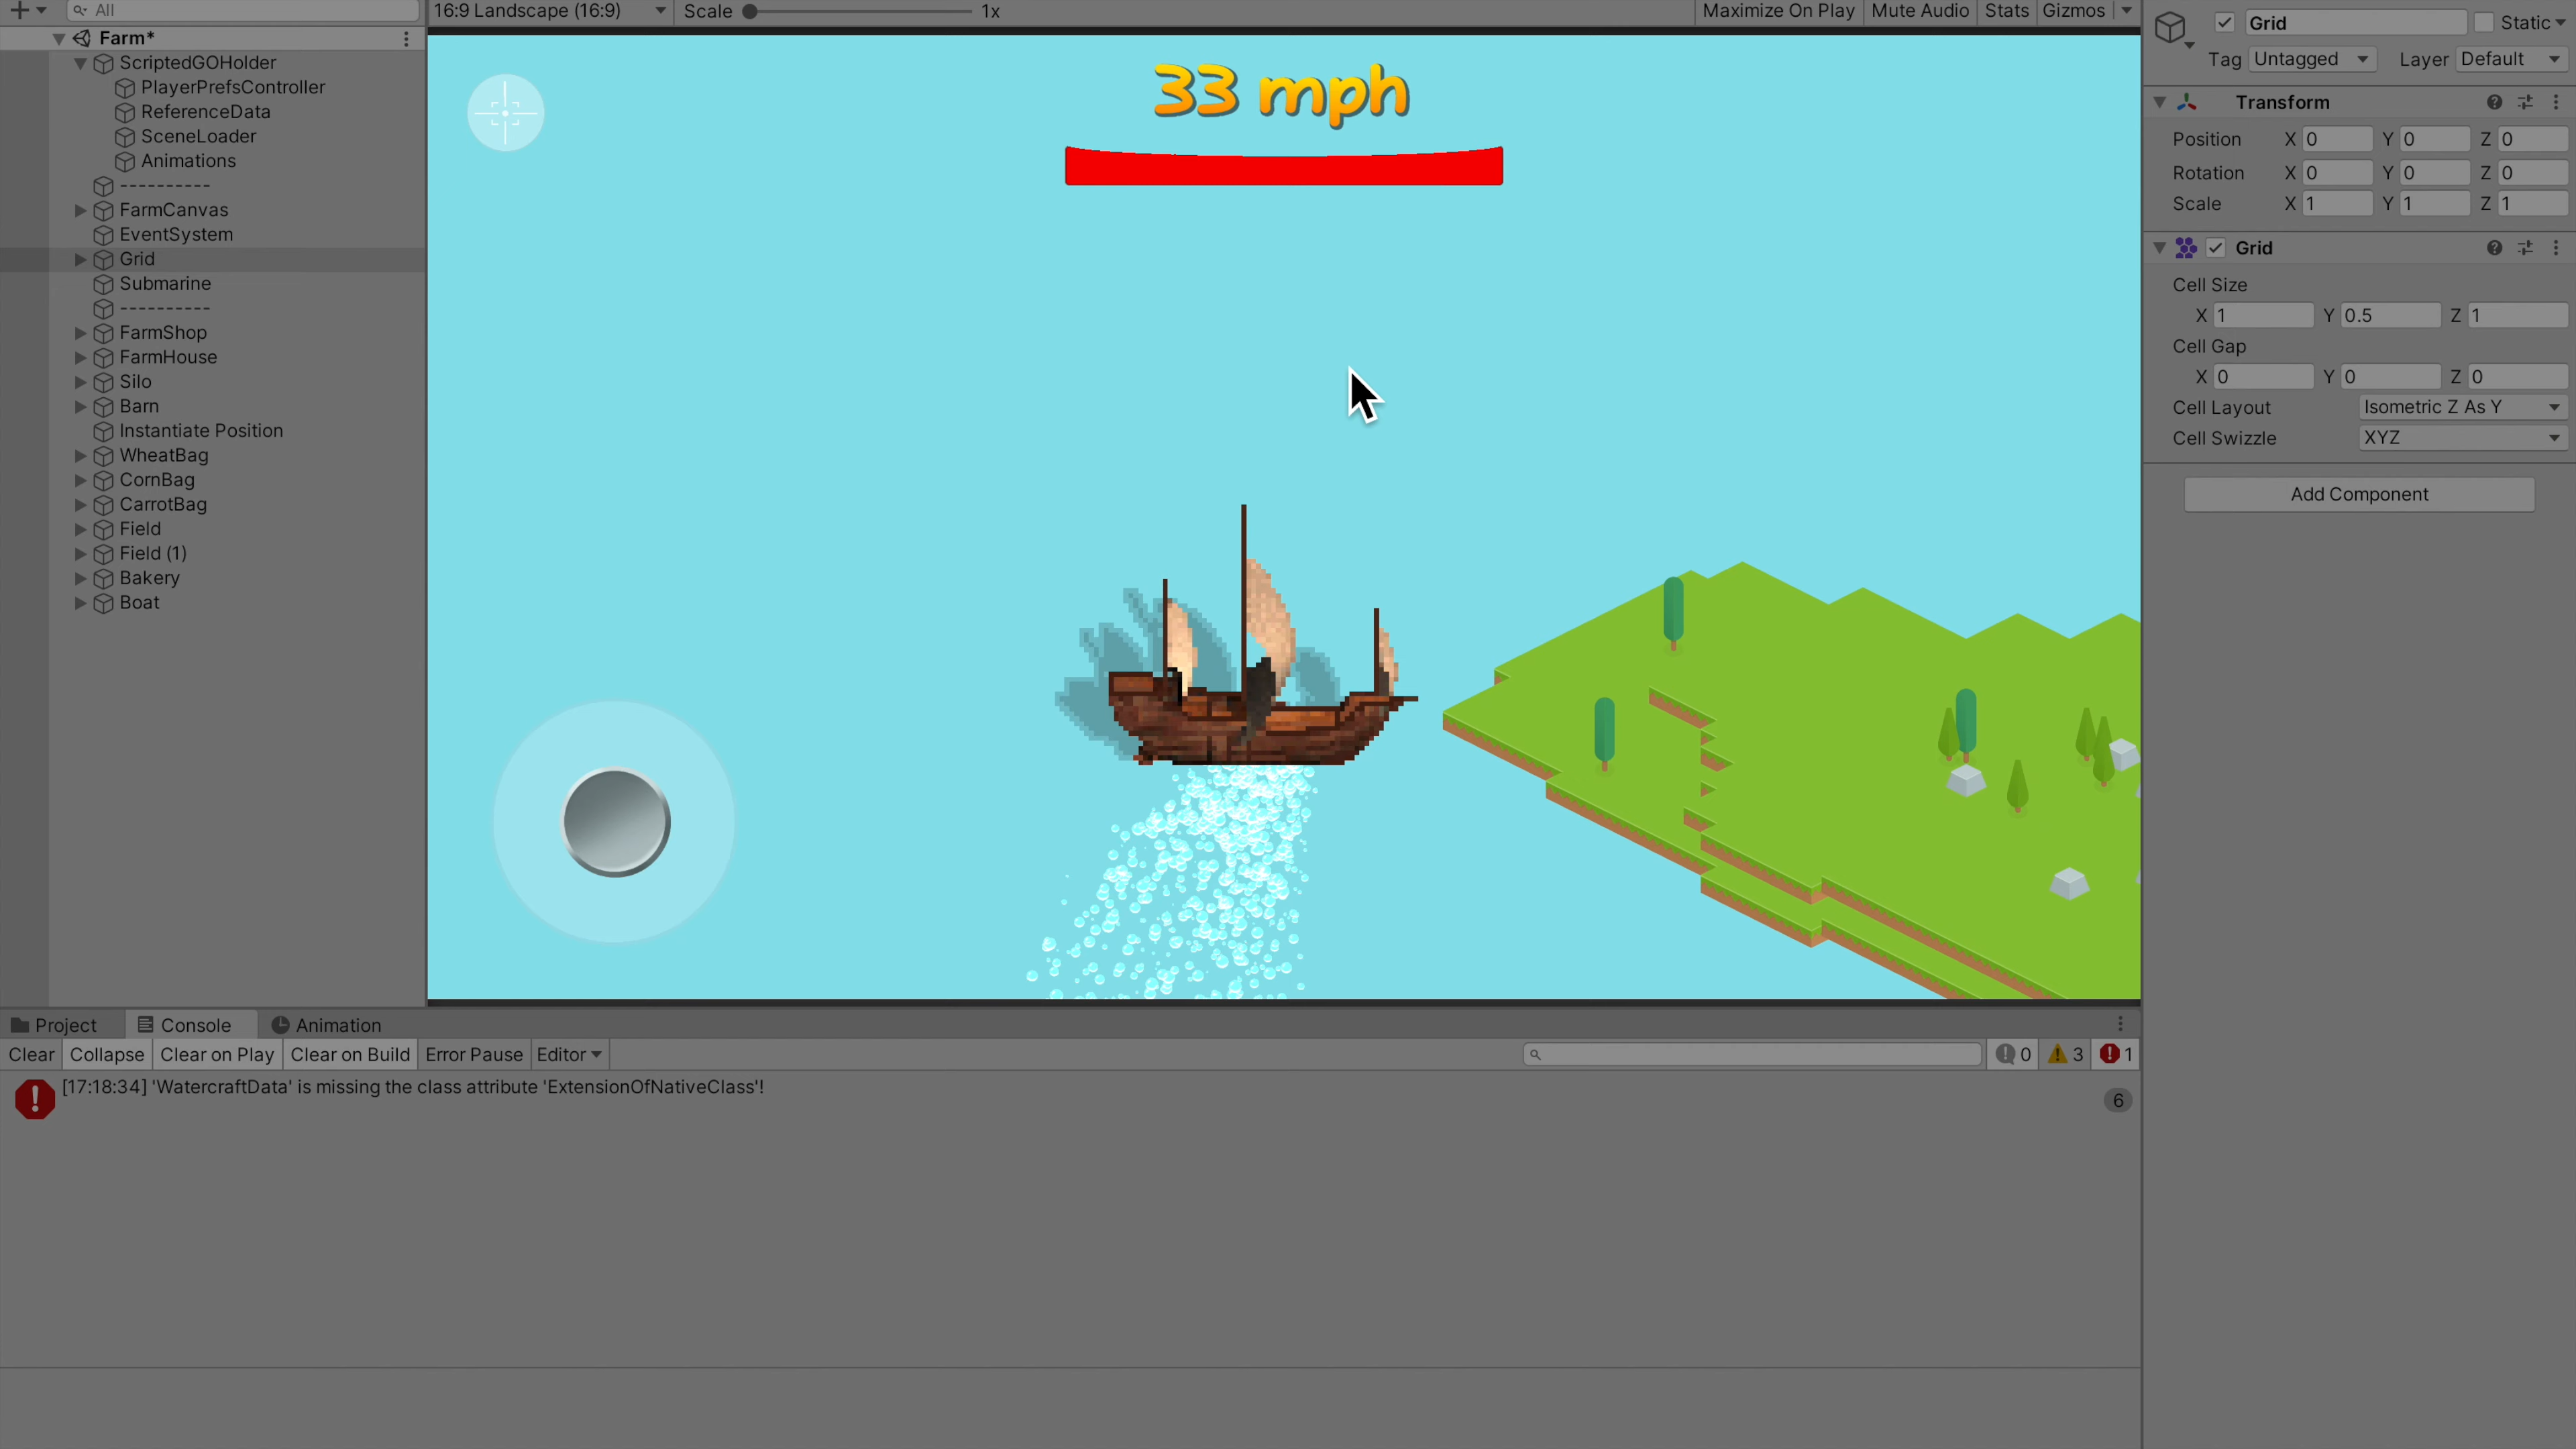 All
16:9 Landscape (16:9)
Scale
1x
Maximize On Play
Mute Audio
Stats
Gizmos
Grid
Static
Farm*
ScriptedGOHolder
PlayerPrefsController
ReferenceData
SceneLoader
Animations
----------
FarmCanvas
EventSystem
Grid
Submarine
----------
FarmShop
FarmHouse
Silo
Barn
Instantiate Position
WheatBag
CornBag
CarrotBag
Field
Field (1)
Bakery
Boat
33 mph
Tag Untagged Layer Default
Transform
Position X 0 Y 0 Z 0
Rotation X 0 Y 0 Z 0
Scale X 1 Y 1 Z 1
Grid
Cell Size
X 1 Y 0.5 Z 1
Cell Gap
X 0 Y 0 Z 0
Cell Layout Isometric Z As Y
Cell Swizzle XYZ
Add Component
Project Console Animation
Clear Collapse Clear on Play Clear on Build Error Pause Editor 0 3 1
[17:18:34] 'WatercraftData' is missing the class attribute 'ExtensionOfNativeClass'!
6